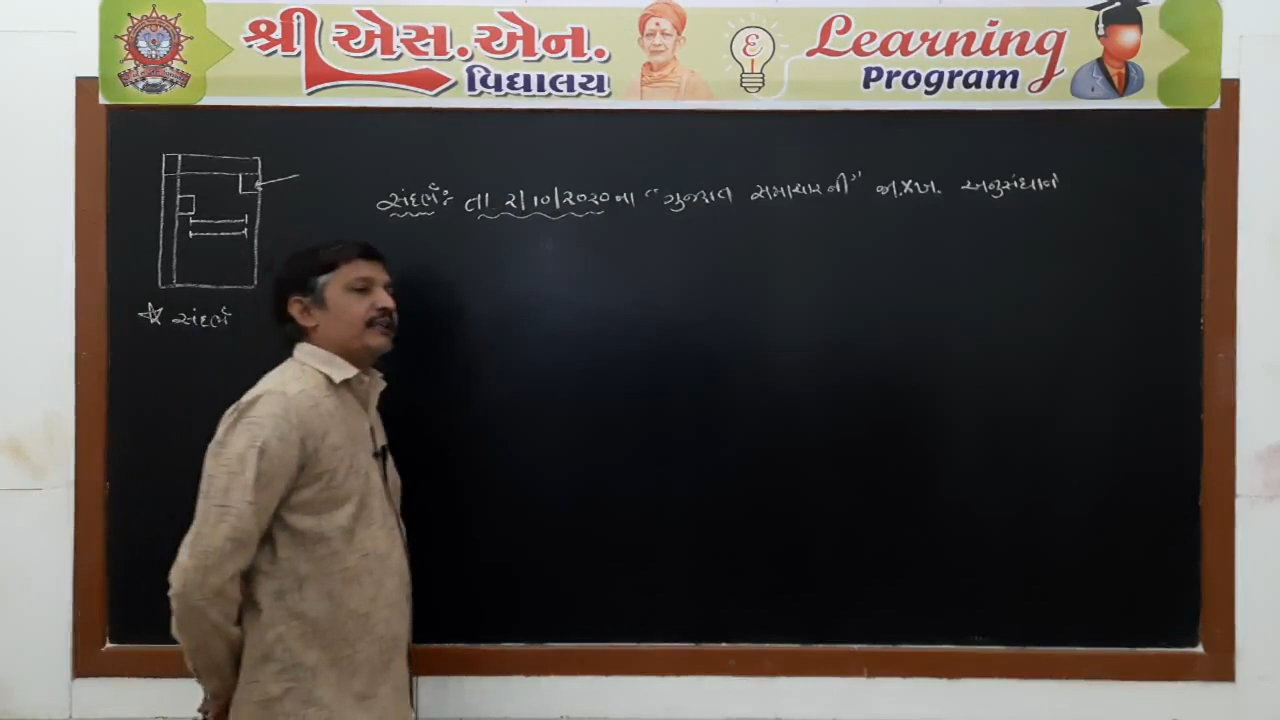 શ્રી એસ.એન.
વિદ્યાલય
Learning
Program
સંદર્ભ : તા ૨/૧૦/૨૦૨૦ના "ગુજરાત સમાચારની" જા.X ખ. અનુસંધાને
સંદર્ભ